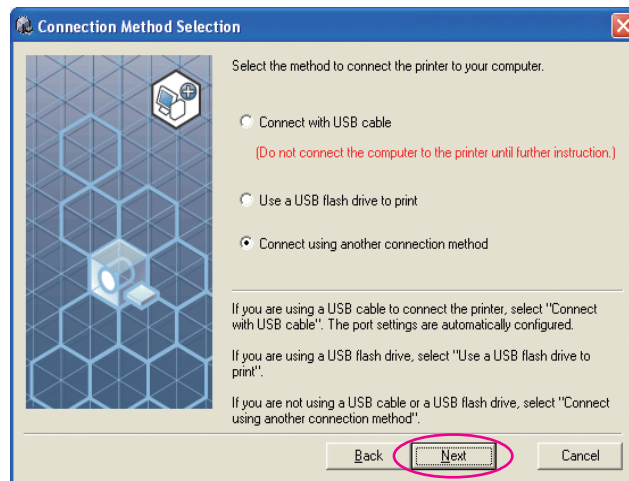 Connection Method Selection
Select the method to connect the printer to your computer.
Connect with USB cable
(Do not connect the computer to the printer until further instruction.)
Use a USB flash drive to print
Connect using another connection method
If you are using a USB cable to connect the printer, select "Connect
with USB cable". The port settings are automatically configured.
If you are using a USB flash drive, select "Use a USB flash drive to
print".
If you are not using a USB cable or a USB flash drive, select "Connect
using another connection method".
Back Next Cancel